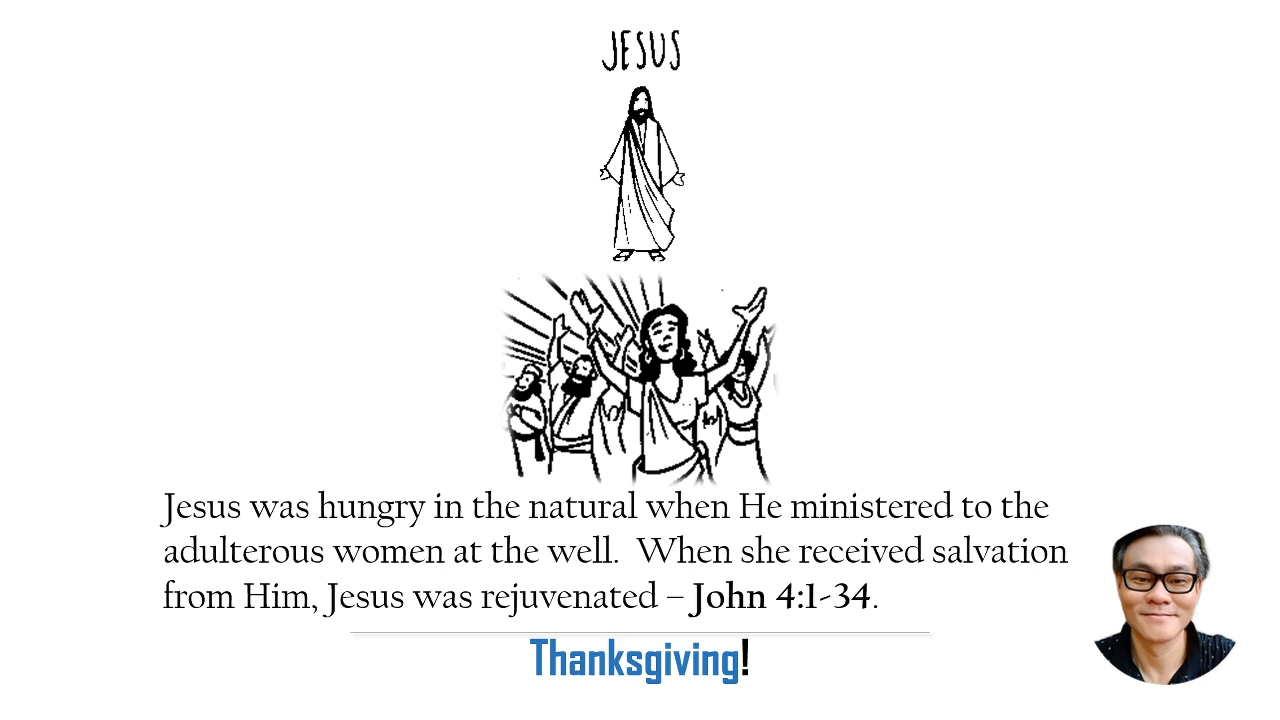 JESUS
Jesus was hungry in the natural when He ministered to the
adulterous women at the well.  When she received salvation
from Him, Jesus was rejuvenated – John 4:1-34.
Thanksgiving!